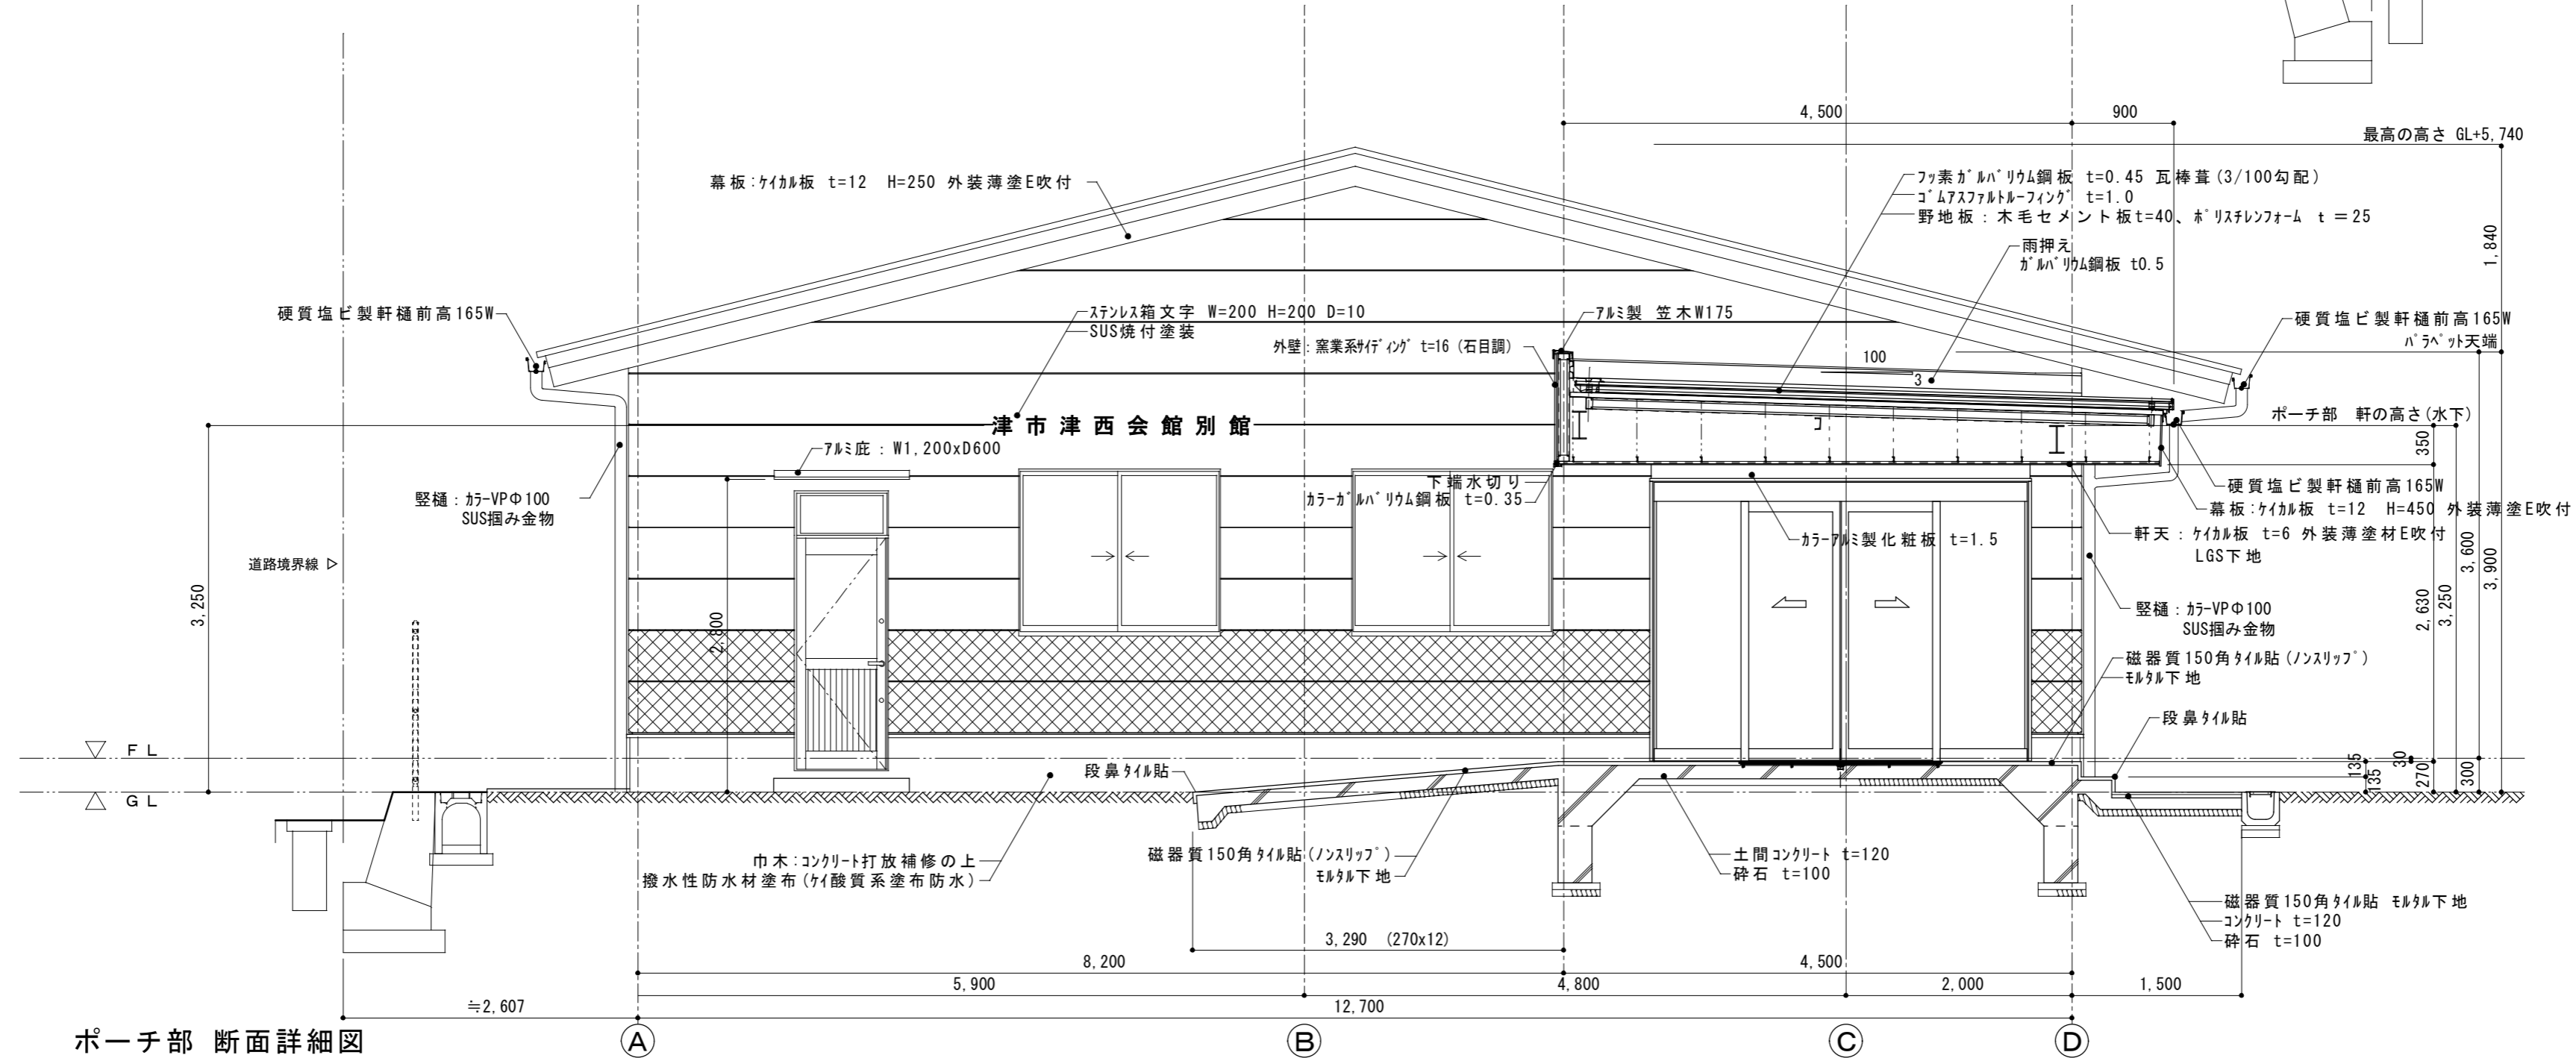 4,500
900
最高の高さ GL+5,740
幕板:ｹｲｶﾙ板 t=12 H=250 外装薄塗E吹付
フッ素ｶﾞﾙﾊﾞﾘｳﾑ鋼板 t=0.45 瓦棒葺(3/100勾配)
ｺﾞﾑｱｽﾌｧﾙﾄﾙｰﾌｨﾝｸﾞ t=1.0
野地板:木毛セメント板t=40、ﾎﾟﾘｽﾁﾚﾝﾌｫｰﾑ t=25
1,840
雨押え
ｶﾞﾙﾊﾞﾘｳﾑ鋼板 t0.5
硬質塩ビ製軒樋前高165W
ｽﾃﾝﾚｽ箱文字 W=200 H=200 D=10
SUS焼付塗装
ｱﾙﾐ製 笠木W175
硬質塩ビ製軒樋前高165W
ﾊﾟﾗﾍﾟｯﾄ天端
外壁:窯業系ｻｲﾃﾞｨﾝｸﾞ t=16 (石目調)
100
3
津市津西会館別館
コ
ポーチ部 軒の高さ(水下)
350
ｱﾙﾐ庇:W1,200xD600
下端水切り
ｶﾗｰｶﾞﾙﾊﾞﾘｳﾑ鋼板 t=0.35
竪樋:ｶﾗｰVPΦ100
SUS掴み金物
硬質塩ビ製軒樋前高165W
幕板:ｹｲｶﾙ板 t=12 H=450 外装薄塗E吹付
軒天:ｹｲｶﾙ板 t=6 外装薄塗材E吹付
LGS下地
ｶﾗｰｱﾙﾐ製化粧板 t=1.5
道路境界線 ▷
3,250
2,800
2,630
3,250
3,600
3,900
竪樋:ｶﾗｰVPΦ100
SUS掴み金物
磁器質150角ﾀｲﾙ貼(ﾉﾝｽﾘｯﾌﾟ)
ﾓﾙﾀﾙ下地
段鼻ﾀｲﾙ貼
FL
GL
135
135
30
270
300
段鼻ﾀｲﾙ貼
巾木:ｺﾝｸﾘｰﾄ打放補修の上
撥水性防水材塗布(ｹｲ酸質系塗布防水)
磁器質150角ﾀｲﾙ貼(ﾉﾝｽﾘｯﾌﾟ)
ﾓﾙﾀﾙ下地
土間ｺﾝｸﾘｰﾄ t=120
砕石 t=100
磁器質150角ﾀｲﾙ貼 ﾓﾙﾀﾙ下地
ｺﾝｸﾘｰﾄ t=120
砕石 t=100
3,290 (270x12)
8,200
4,500
5,900
4,800
2,000
1,500
≒2,607
12,700
ポーチ部 断面詳細図
A
B
C
D